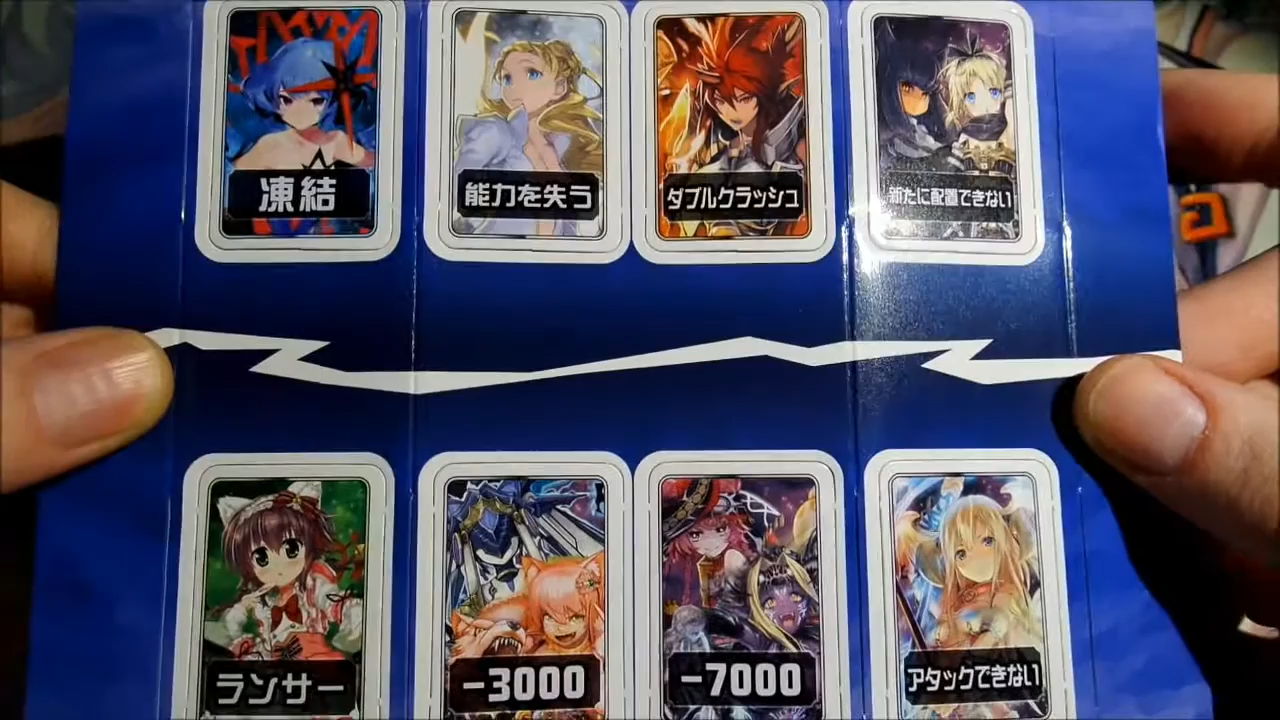 凍結
能力を失う
ダブルクラッシュ
新たに配置できない
ランサー
-3000
-7000
アタックできない